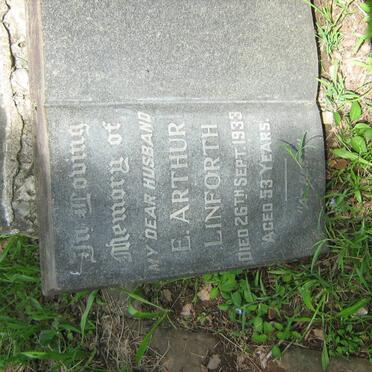 In Loving
Memory of
MY DEAR HUSBAND
E. ARTHUR
LINFORTH
DIED 26TH SEPT. 1933
AGED 53 YEARS.